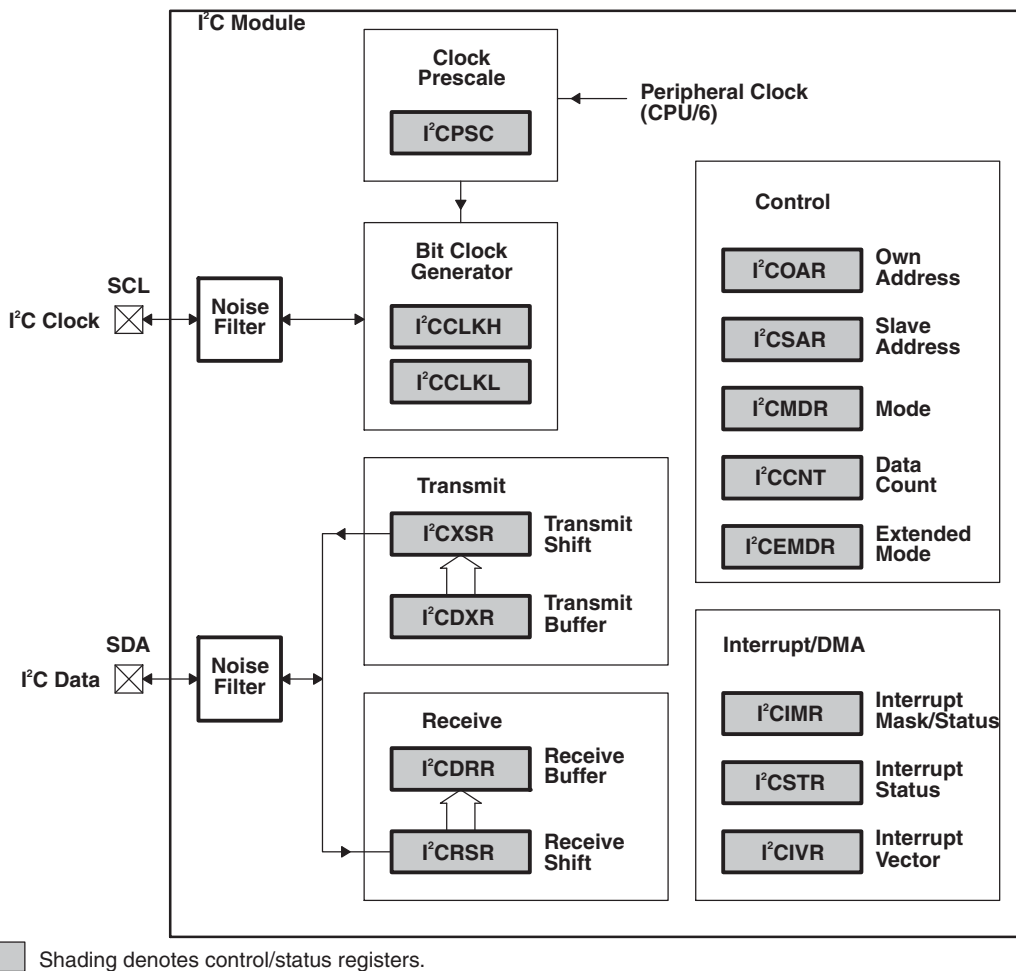 I²C Module
Clock
Prescale
I²CPSC
Peripheral Clock
(CPU/6)
Bit Clock
Generator
I²CCLKH
I²CCLKL
SCL
I²C Clock
Noise
Filter
Control
I²COAR
Own
Address
I²CSAR
Slave
Address
I²CMDR
Mode
I²CCNT
Data
Count
I²CEMDR
Extended
Mode
Transmit
I²CXSR
Transmit
Shift
I²CDXR
Transmit
Buffer
SDA
I²C Data
Noise
Filter
Receive
I²CDRR
Receive
Buffer
I²CRSR
Receive
Shift
Interrupt/DMA
I²CIMR
Interrupt
Mask/Status
I²CSTR
Interrupt
Status
I²CIVR
Interrupt
Vector
Shading denotes control/status registers.